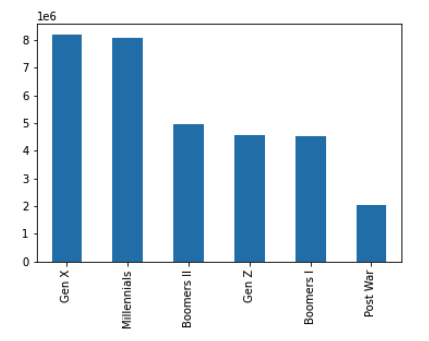 1e6
8
7
6
5
4
3
2
1
0
Gen X
Millennials
Boomers II
Gen Z
Boomers I
Post War